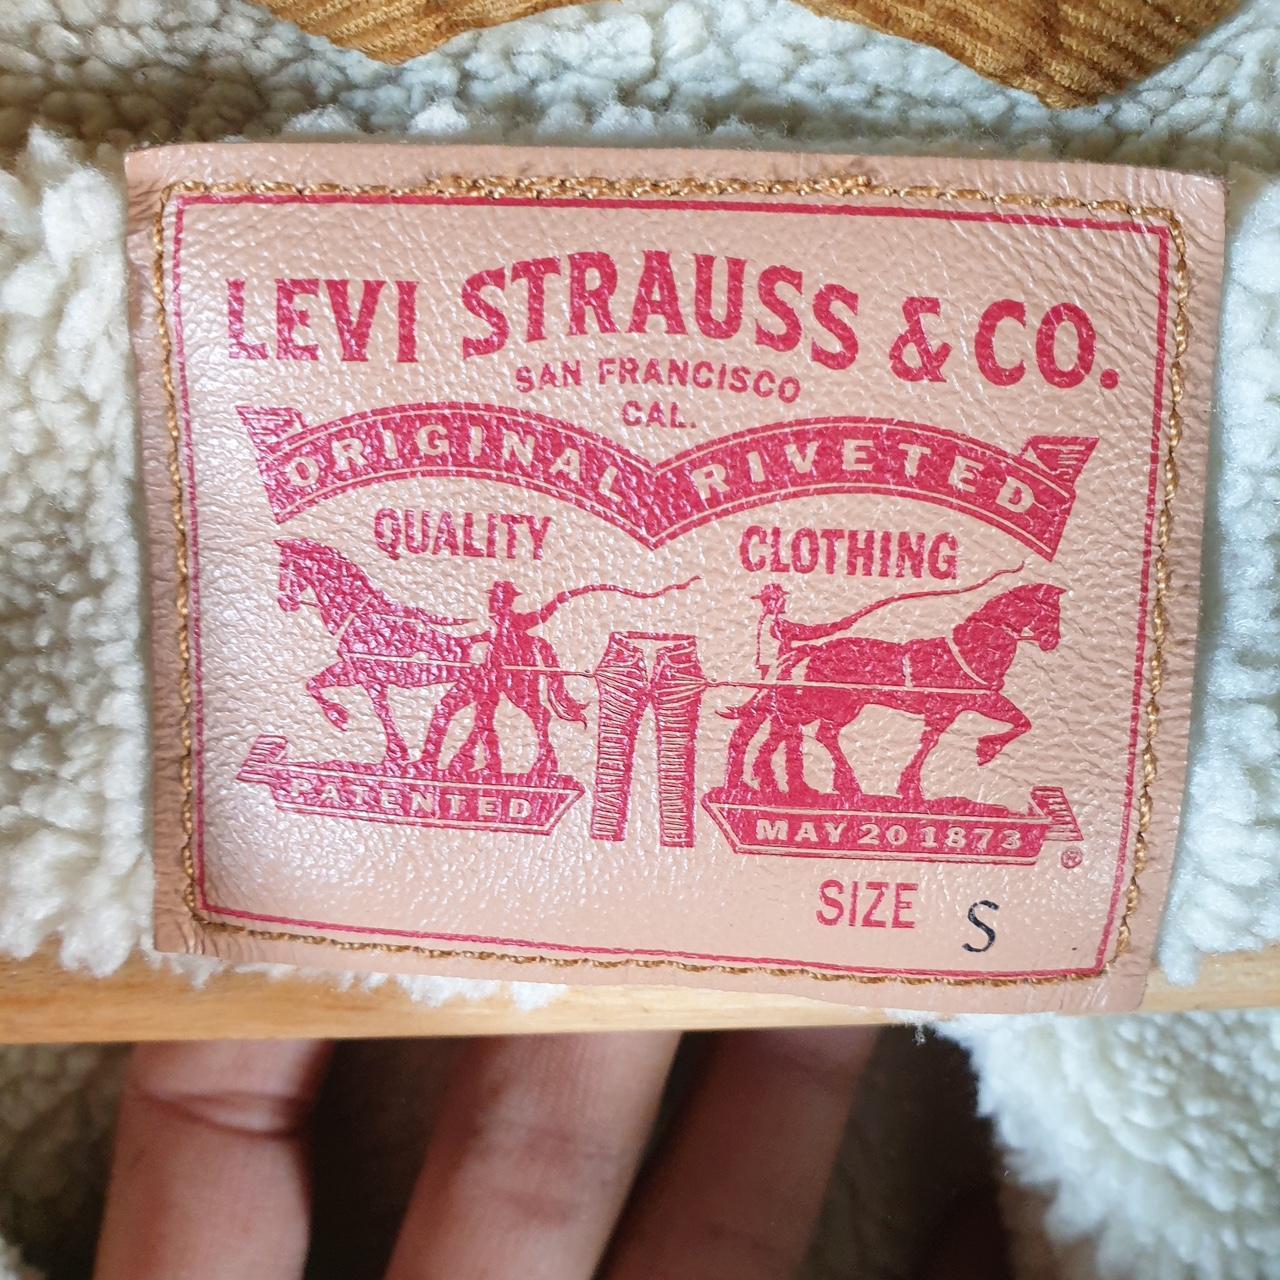 LEVI STRAUSS & CO.
SAN FRANCISCO
CAL.
ORIGINAL RIVETED
QUALITY CLOTHING
PATENTED MAY 20 1873
®
SIZE S